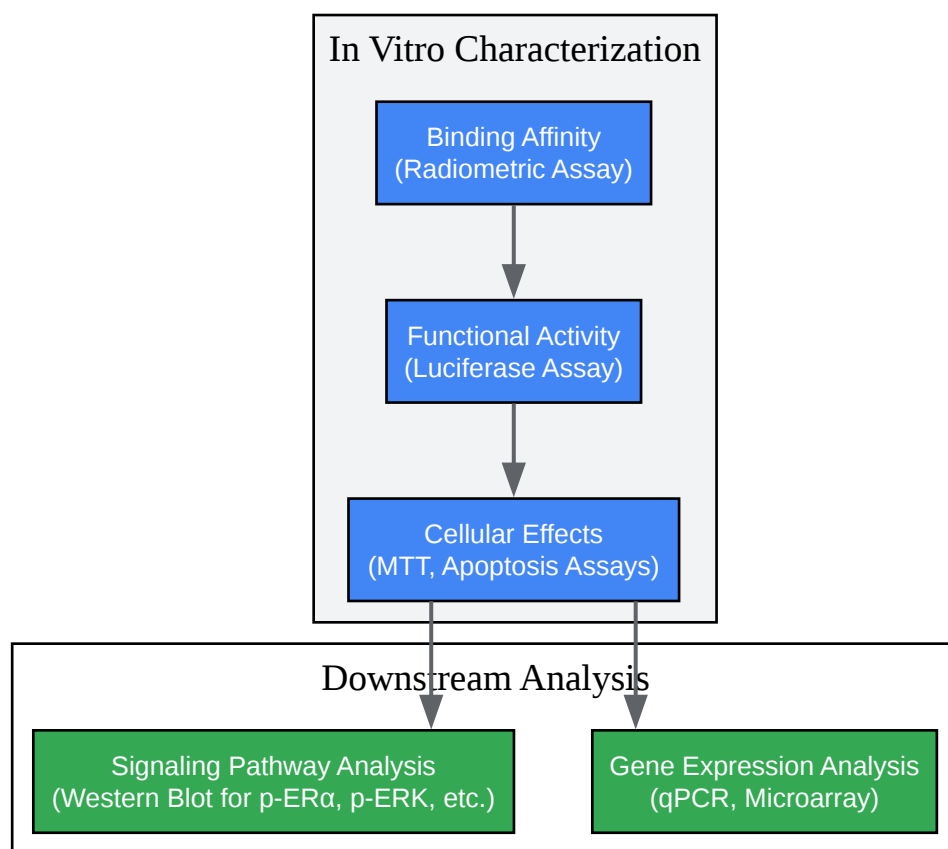 In Vitro Characterization
Binding Affinity
(Radiometric Assay)
Functional Activity
(Luciferase Assay)
Cellular Effects
(MTT, Apoptosis Assays)
Downstream Analysis
Signaling Pathway Analysis
(Western Blot for p-ERα, p-ERK, etc.)
Gene Expression Analysis
(qPCR, Microarray)